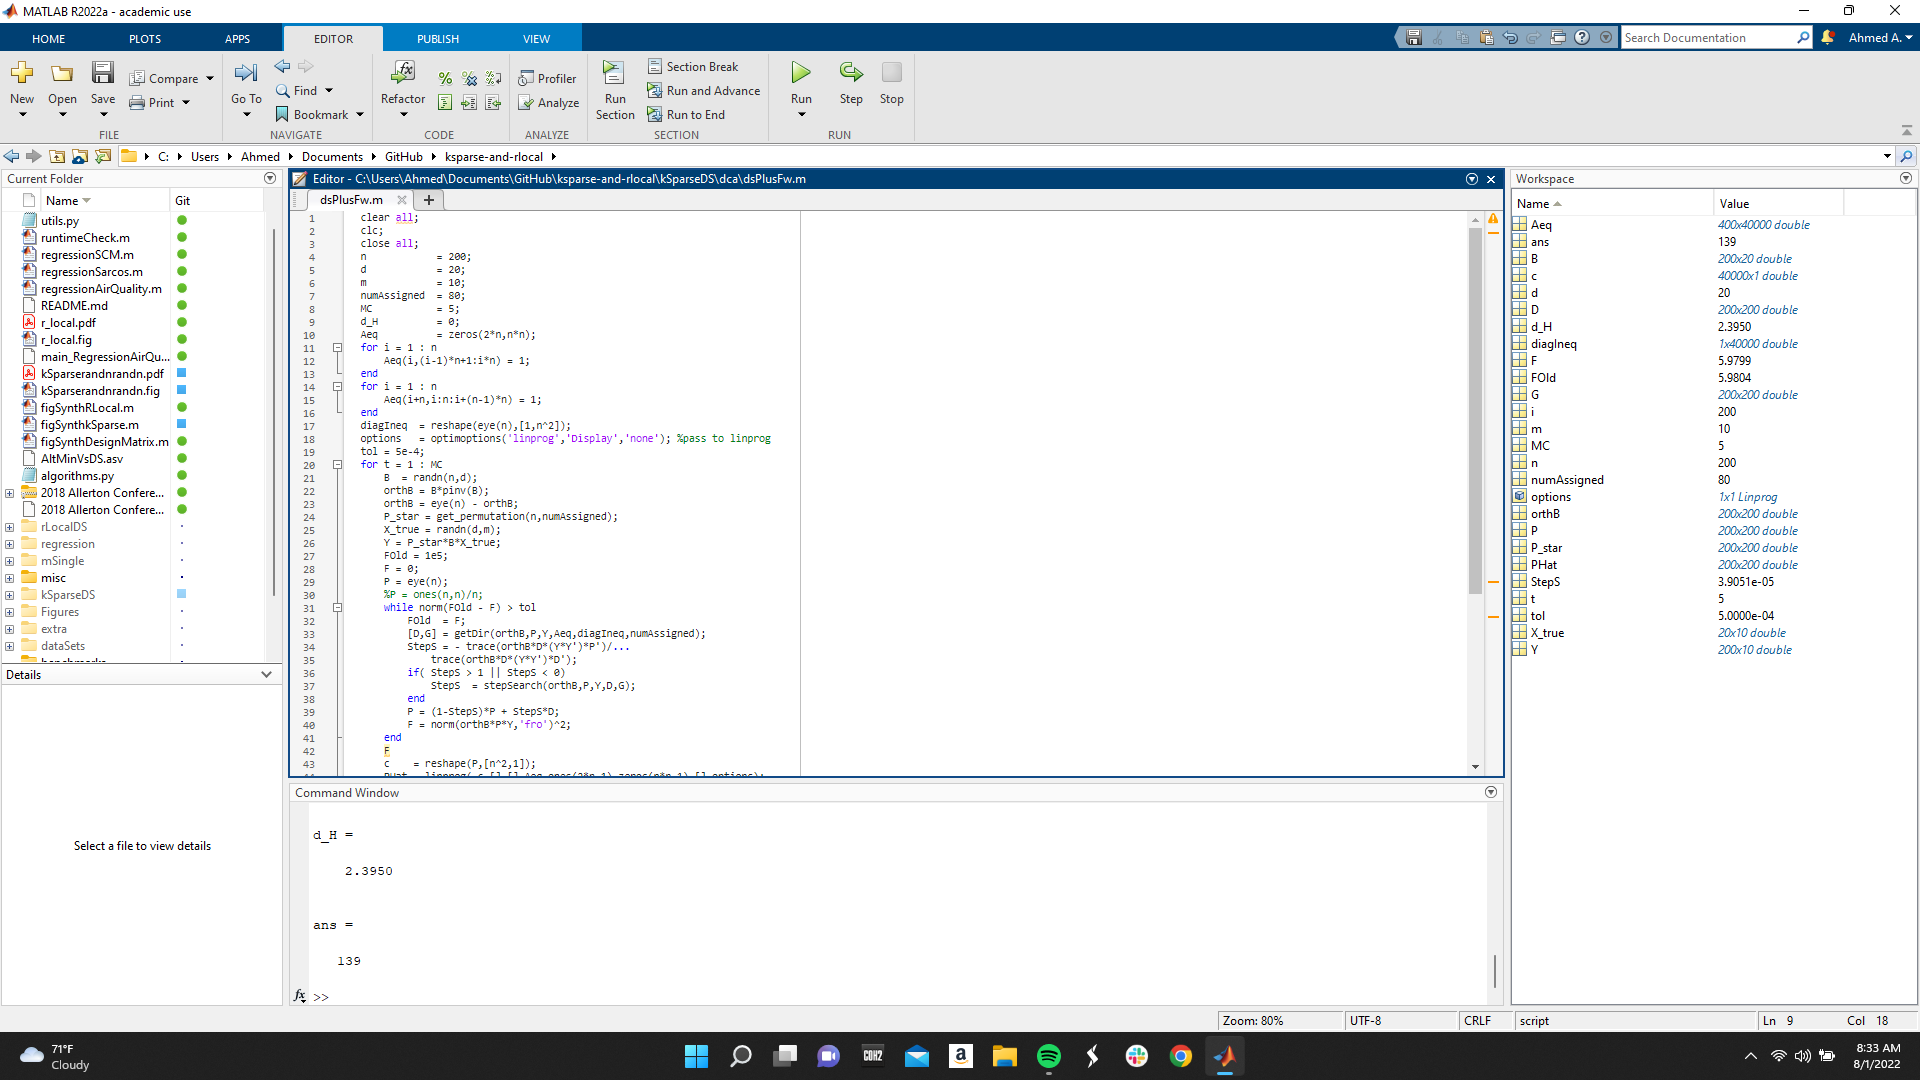 MATLAB R2022a - academic use
HOME PLOTS APPS EDITOR PUBLISH VIEW
Search Documentation
Ahmed A.
New
Open
Save
Compare
Print
FILE
Go To
Find
Bookmark
NAVIGATE
Refactor
CODE
Profiler
Analyze
ANALYZE
Run
Section
Section Break
Run and Advance
Run to End
SECTION
Run
Step
Stop
RUN
C: Users Ahmed Documents GitHub ksparse-and-rlocal
Current Folder
Name Git
utils.py
runtimeCheck.m
regressionSCM.m
regressionSarcos.m
regressionAirQuality.m
README.md
r_local.pdf
r_local.fig
main_RegressionAirQu...
kSparserandnrandn.pdf
kSparserandnrandn.fig
figSynthRLocal.m
figSynthkSparse.m
figSynthDesignMatrix.m
AltMinVsDS.asv
algorithms.py
2018 Allerton Confere...
2018 Allerton Confere...
rLocalDS
regression
mSingle
misc
kSparseDS
Figures
extra
dataSets
benchmarks
Details
Select a file to view details
Editor - C:\Users\Ahmed\Documents\GitHub\ksparse-and-rlocal\kSparseDS\dca\dsPlusFw.m
dsPlusFw.m
1 clear all;
2 clc;
3 close all;
4 n = 200;
5 d = 20;
6 m = 10;
7 numAssigned = 80;
8 MC = 5;
9 d_H = 0;
10 Aeq = zeros(2*n,n*n);
11 for i = 1 : n
12 Aeq(i,(i-1)*n+1:i*n) = 1;
13 end
14 for i = 1 : n
15 Aeq(i+n,i:n:i+(n-1)*n) = 1;
16 end
17 diagIneq = reshape(eye(n),[1,n^2]);
18 options = optimoptions('linprog','Display','none'); %pass to linprog
19 tol = 5e-4;
20 for t = 1 : MC
21 B = randn(n,d);
22 orthB = B*pinv(B);
23 orthB = eye(n) - orthB;
24 P_star = get_permutation(n,numAssigned);
25 X_true = randn(d,m);
26 Y = P_star*B*X_true;
27 FOld = 1e5;
28 F = 0;
29 P = eye(n);
30 %P = ones(n,n)/n;
31 while norm(FOld - F) > tol
32 FOld = F;
33 [D,G] = getDir(orthB,P,Y,Aeq,diagIneq,numAssigned);
34 StepS = - trace(orthB*D*(Y*Y')*P')/...
35 trace(orthB*D*(Y*Y')*D');
36 if( StepS > 1 || StepS < 0)
37 StepS = stepSearch(orthB,P,Y,D,G);
38 end
39 P = (1-StepS)*P + StepS*D;
40 F = norm(orthB*P*Y,'fro')^2;
41 end
42 F
43 c = reshape(P,[n^2,1]);
Command Window
d_H =
2.3950
ans =
139
fx >>
Workspace
Name Value
Aeq 400x40000 double
ans 139
B 200x20 double
c 40000x1 double
d 20
D 200x200 double
d_H 2.3950
diagIneq 1x40000 double
F 5.9799
FOld 5.9804
G 200x200 double
i 200
m 10
MC 5
n 200
numAssigned 80
options 1x1 Linprog
orthB 200x200 double
P 200x200 double
P_star 200x200 double
PHat 200x200 double
StepS 3.9051e-05
t 5
tol 5.0000e-04
X_true 20x10 double
Y 200x10 double
Zoom: 80% UTF-8 CRLF script Ln 9 Col 18
71°F
Cloudy
COH2
a
8:33 AM
8/1/2022